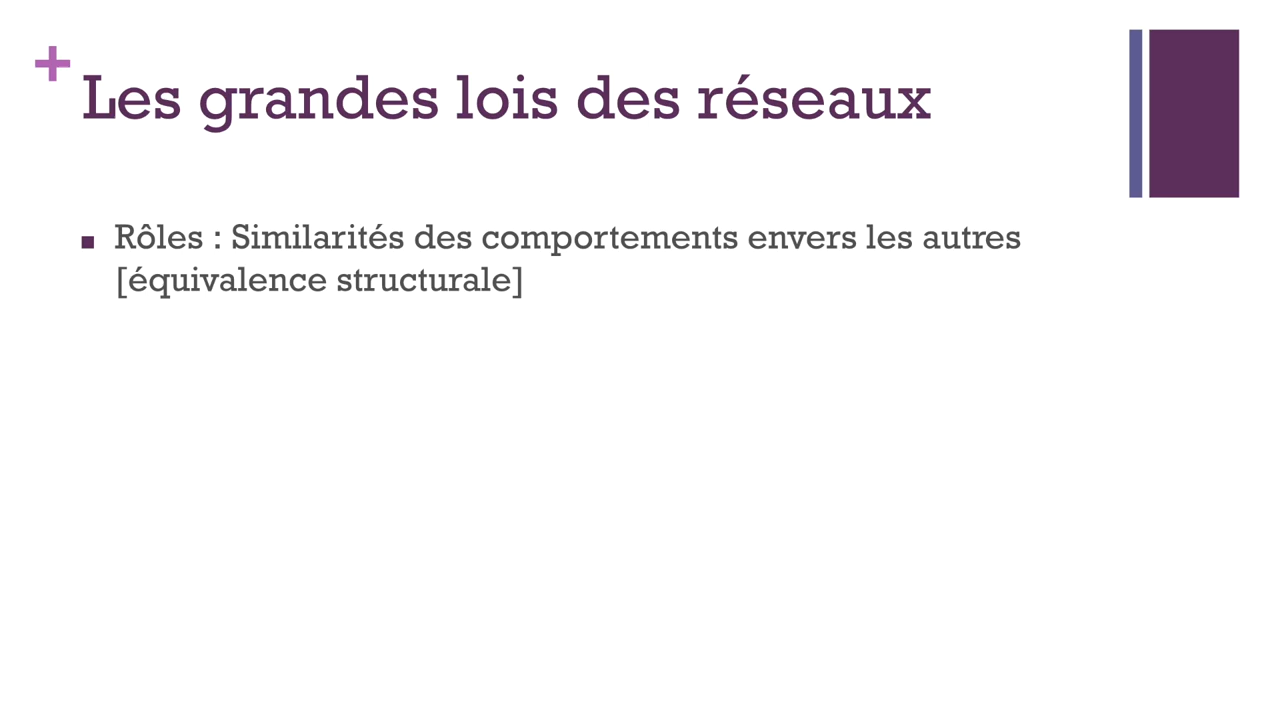 +
Les grandes lois des réseaux
■ Rôles : Similarités des comportements envers les autres
[équivalence structurale]